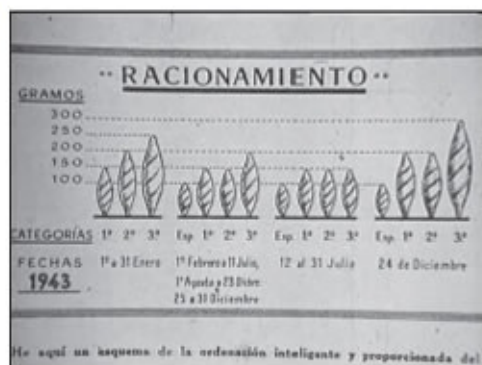 ·· RACIONAMIENTO ··
GRAMOS
300
250
200
150
100
CATEGORÍAS 1ª 2ª 3ª Esp. 1ª 2ª 3ª Esp. 1ª 2ª 3ª Esp. 1ª 2ª 3ª
FECHAS 1º a 31 Enero 1º Febrero a 11 Julio, 12 al 31 Julio 24 de Diciembre
1943 1º Agosto a 23 Dicbre
25 a 31 Diciembre
He aquí un esquema de la ordenación inteligente y proporcionada del